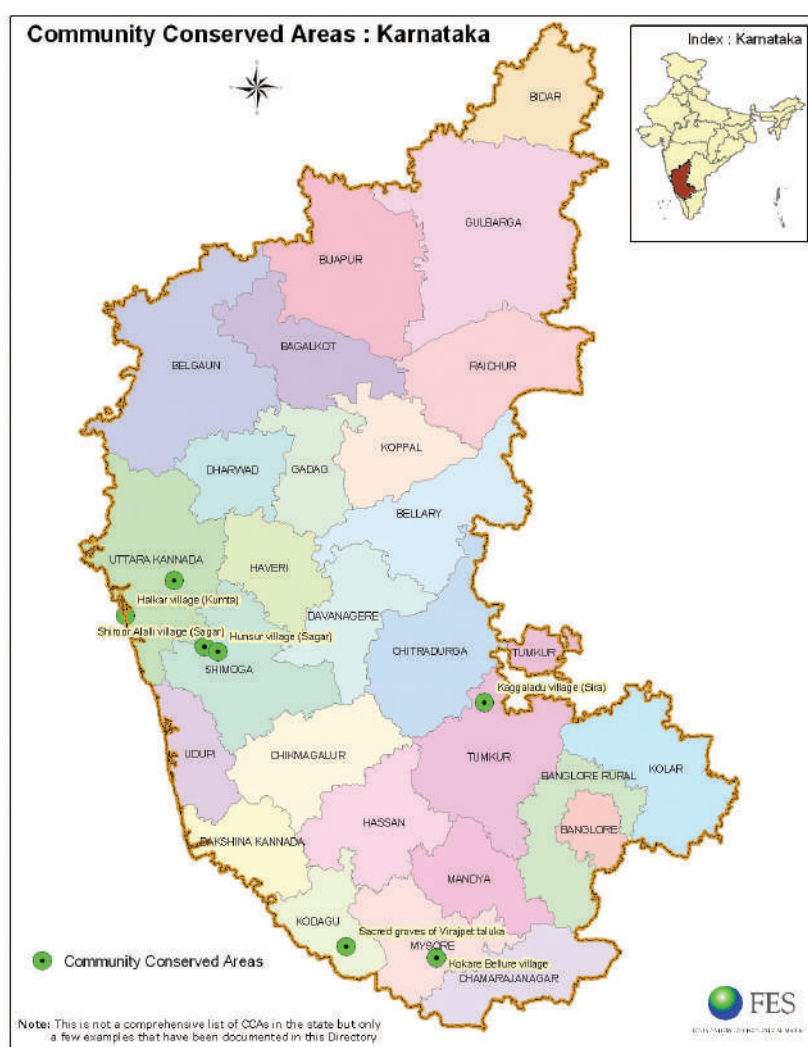 Community Conserved Areas : Karnataka
Index : Karnataka
BIDAR
GULBARGA
BIJAPUR
BAGALKOT
BELGAUN
RAICHUR
KOPPAL
DHARWAD
GADAG
BELLARY
UTTARA KANNADA
HAVERI
Halkar village (Kumta)
DAVANAGERE
Shiroor Alalli village (Sagar)
Hunsur village (Sagar)
CHITRADURGA
TUMKUR
SHIMOGA
Kaggaladu village (Sira)
UDUPI
CHIKMAGALUR
TUMKUR
KOLAR
BANGLORE RURAL
HASSAN
BANGLORE
DAKSHINA KANNADA
MANDYA
KODAGU
Sacred groves of Virajpet taluka
MYSORE
Kokare Bellure village
Community Conserved Areas
CHAMARAJANAGAR
FES
Note: This is not a comprehensive list of CCAs in the state but only
a few examples that have been documented in this Directory